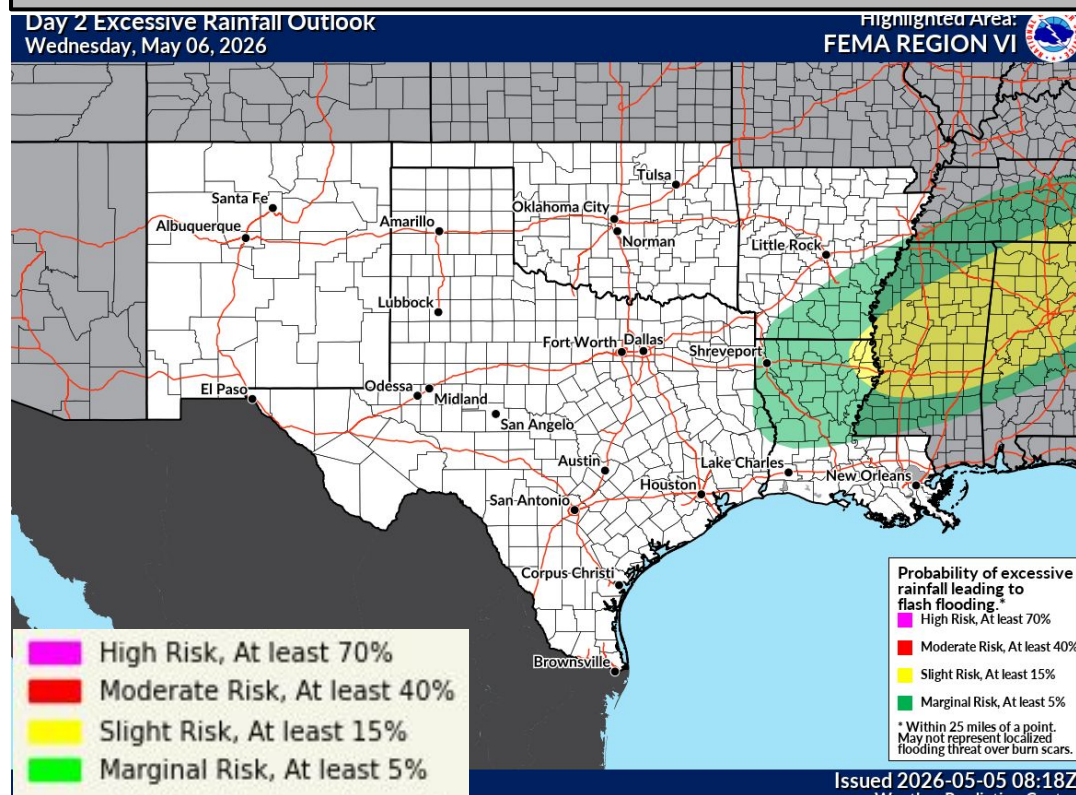 Day 2 Excessive Rainfall Outlook
Wednesday, May 06, 2026
Highlighted Area:
FEMA REGION VI
Santa Fe
Albuquerque
Amarillo
Tulsa
Oklahoma City
Norman
Little Rock
Lubbock
Fort Worth
Dallas
Shreveport
El Paso
Odessa
Midland
San Angelo
Austin
Lake Charles
New Orleans
Houston
San Antonio
Corpus Christi
Brownsville
Probability of excessive
rainfall leading to
flash flooding.*
High Risk, At least 70%
Moderate Risk, At least 40%
Slight Risk, At least 15%
Marginal Risk, At least 5%
* Within 25 miles of a point.
May not represent localized
flooding threat over burn scars.
High Risk, At least 70%
Moderate Risk, At least 40%
Slight Risk, At least 15%
Marginal Risk, At least 5%
Issued 2026-05-05 08:18Z